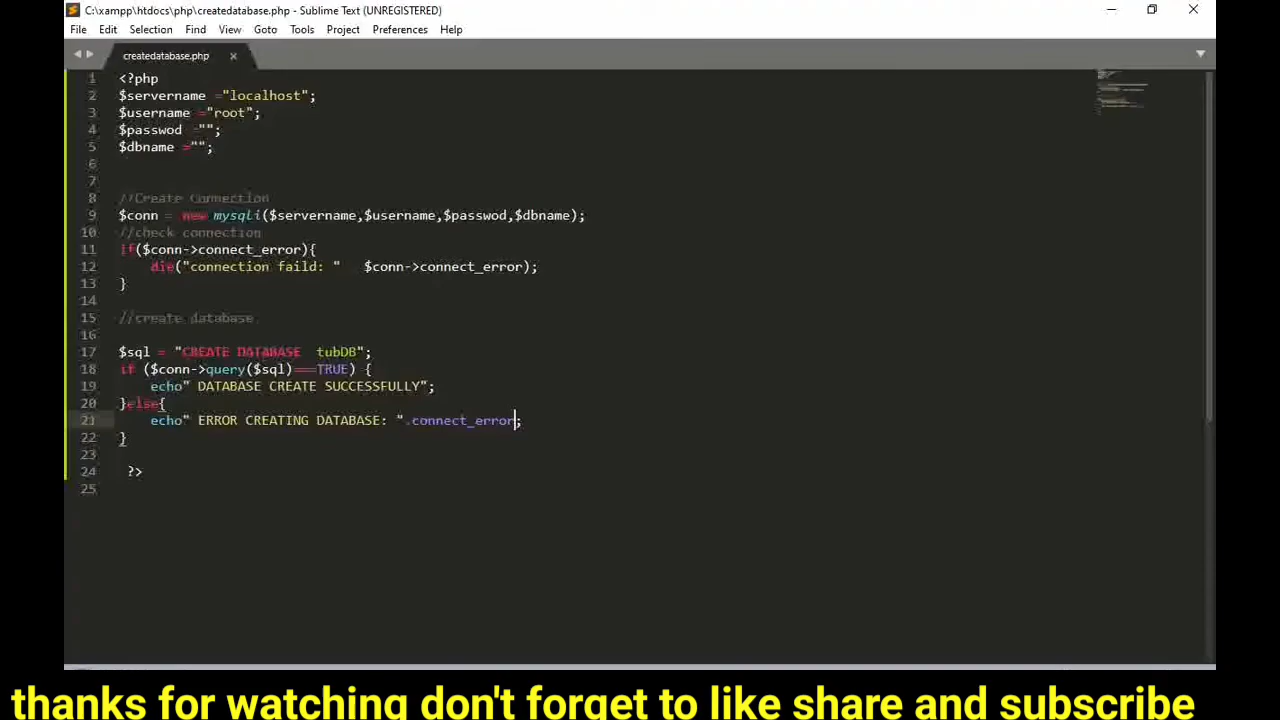 C:\xampp\htdocs\php\createdatabase.php - Sublime Text (UNREGISTERED)
File Edit Selection Find View Goto Tools Project Preferences Help
createdatabase.php
1 <?php
2 $servername ="localhost";
3 $username ="root";
4 $passwod ="";
5 $dbname ="";
6
7
8 //Create Connection
9 $conn = new mysqli($servername,$username,$passwod,$dbname);
10 //check connection
11 if($conn->connect_error){
12 die("connection faild: " $conn->connect_error);
13 }
14
15 //create database
16
17 $sql = "CREATE DATABASE tubDB";
18 if ($conn->query($sql)===TRUE) {
19 echo" DATABASE CREATE SUCCESSFULLY";
20 }else{
21 echo" ERROR CREATING DATABASE: ".connect_error;
22 }
23
24 ?>
25
thanks for watching don't forget to like share and subscribe